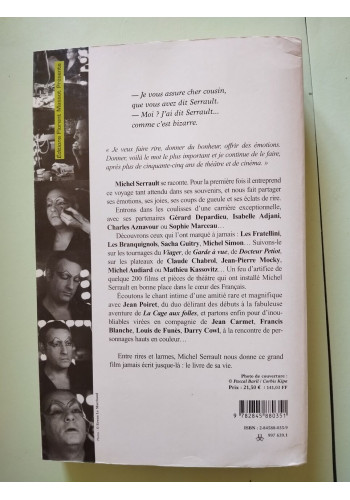 Editions Florent Massot Présente
— Je vous assure cher cousin,
que vous avez dit Serrault.
— Moi ? J'ai dit Serrault...
comme c'est bizarre.
« Je veux faire rire, donner du bonheur, offrir des émotions.
Donner, voilà le mot le plus important et je continue de le faire,
après plus de cinquante-cinq ans de théâtre et de cinéma. »
Michel Serrault se raconte. Pour la première fois il entreprend
ce voyage tant attendu dans ses souvenirs, et nous fait partager
ses émotions, ses joies, ses coups de gueule et ses éclats de rire.
Entrons dans les coulisses d'une carrière exceptionnelle,
avec ses partenaires Gérard Depardieu, Isabelle Adjani,
Charles Aznavour ou Sophie Marceau...
Découvrons ceux qui l'ont marqué à jamais : Les Fratellini,
Les Branquignols, Sacha Guitry, Michel Simon... Suivons-le
sur les tournages du Viager, de Garde à vue, de Docteur Petiot,
sur les plateaux de Claude Chabrol, Jean-Pierre Mocky,
Michel Audiard ou Mathieu Kassovitz... Un feu d'artifice de
quelque 200 films et pièces de théâtre qui ont installé Michel
Serrault en bonne place dans le cœur des Français.
Ecoutons le chant intime d'une amitié rare et magnifique
avec Jean Poiret, du duo délirant des débuts à la fabuleuse
aventure de La Cage aux folles, et partons enfin pour d'inou-
bliables virées en compagnie de Jean Carmet, Francis
Blanche, Louis de Funès, Darry Cowl, à la rencontre de per-
sonnages hauts en couleur...
Entre rires et larmes, Michel Serrault nous donne ce grand
film jamais écrit jusque-là : le livre de sa vie.
Photo de couverture :
© Pascal Baril / Corbis Kipa
Prix : 21,50 €
9 782845 880351